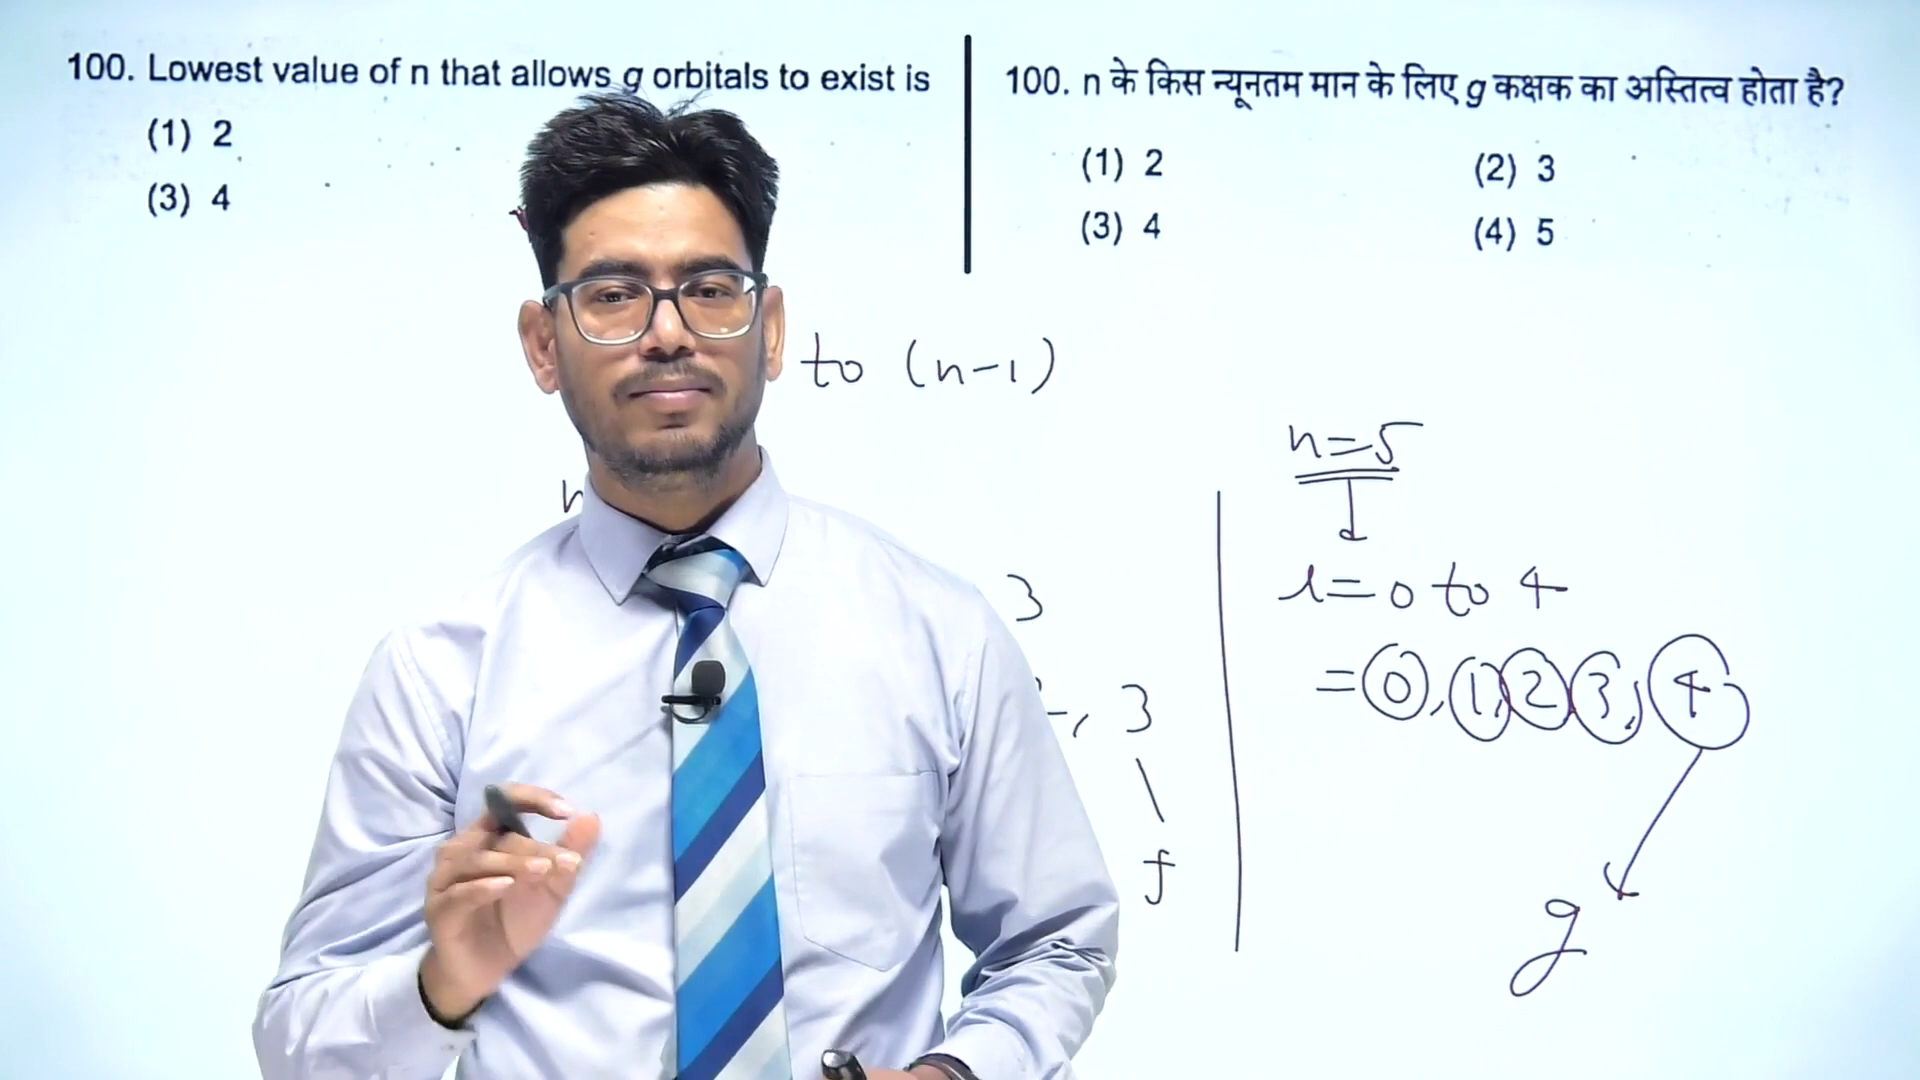 100. Lowest value of n that allows g orbitals to exist is
(1) 2
(3) 4
100. n के किस न्यूनतम मान के लिए g कक्षक का अस्तित्व होता है?
(1) 2
(2) 3
(3) 4
(4) 5
to (n-1)
n
3
, 3
f
n=5
l=0 to 4
=0,1,2,3,4
g